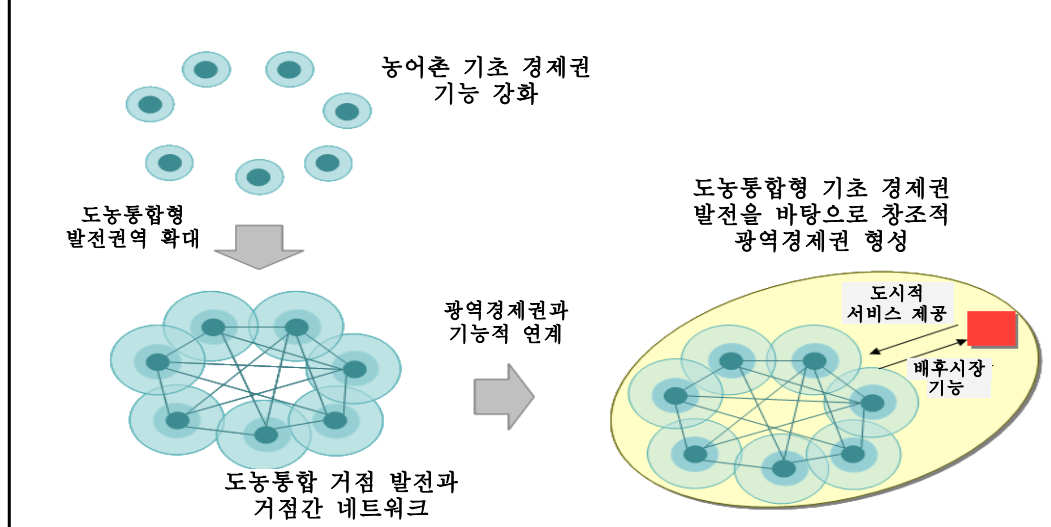 농어촌 기초 경제권
기능 강화
도농통합형
발전권역 확대
도농통합형 기초 경제권
발전을 바탕으로 창조적
광역경제권 형성
광역경제권과
기능적 연계
도시적
서비스 제공
배후시장
기능
도농통합 거점 발전과
거점간 네트워크